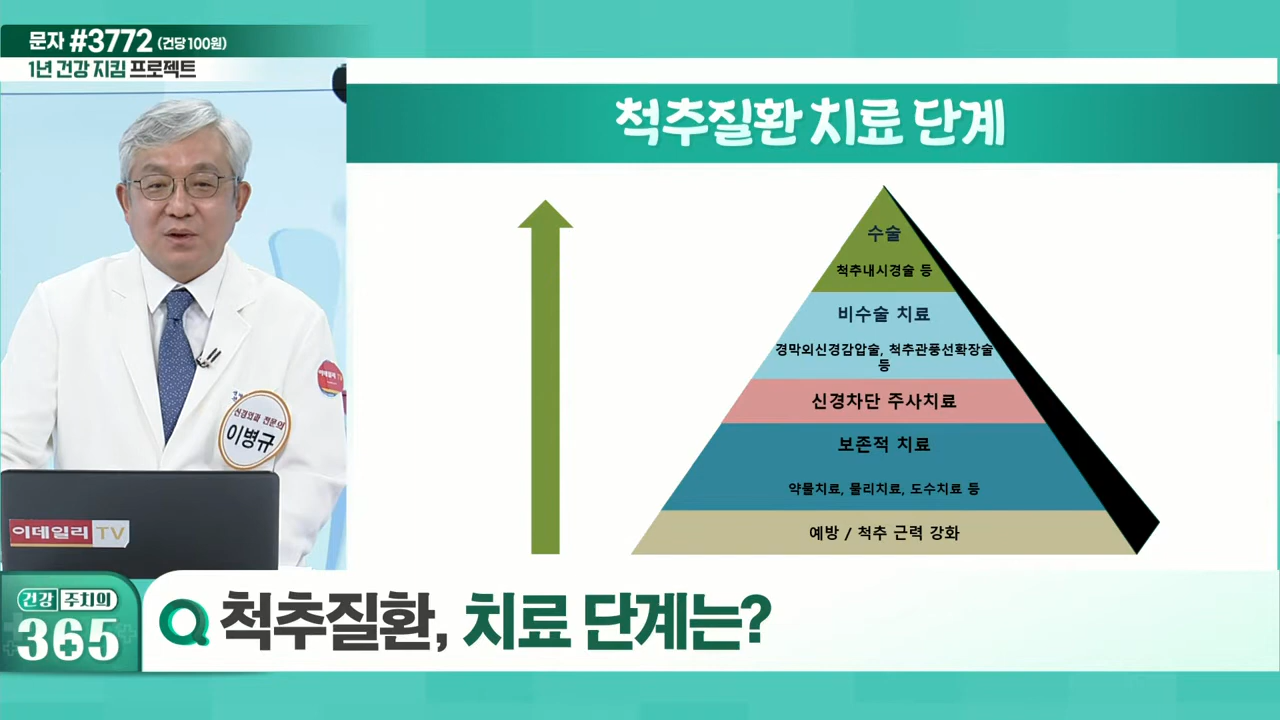 문자 #3772 (건당 100원)
1년 건강 지킴 프로젝트
척추질환 치료 단계
수술
척추내시경술 등
비수술 치료
경막외신경감압술, 척추관풍선확장술
등
신경차단 주사치료
보존적 치료
약물치료, 물리치료, 도수치료 등
예방 / 척추 근력 강화
이데일리 TV
신경외과 전문의
이병규
이데일리 TV
건강 주치의
365
Q 척추질환, 치료 단계는?